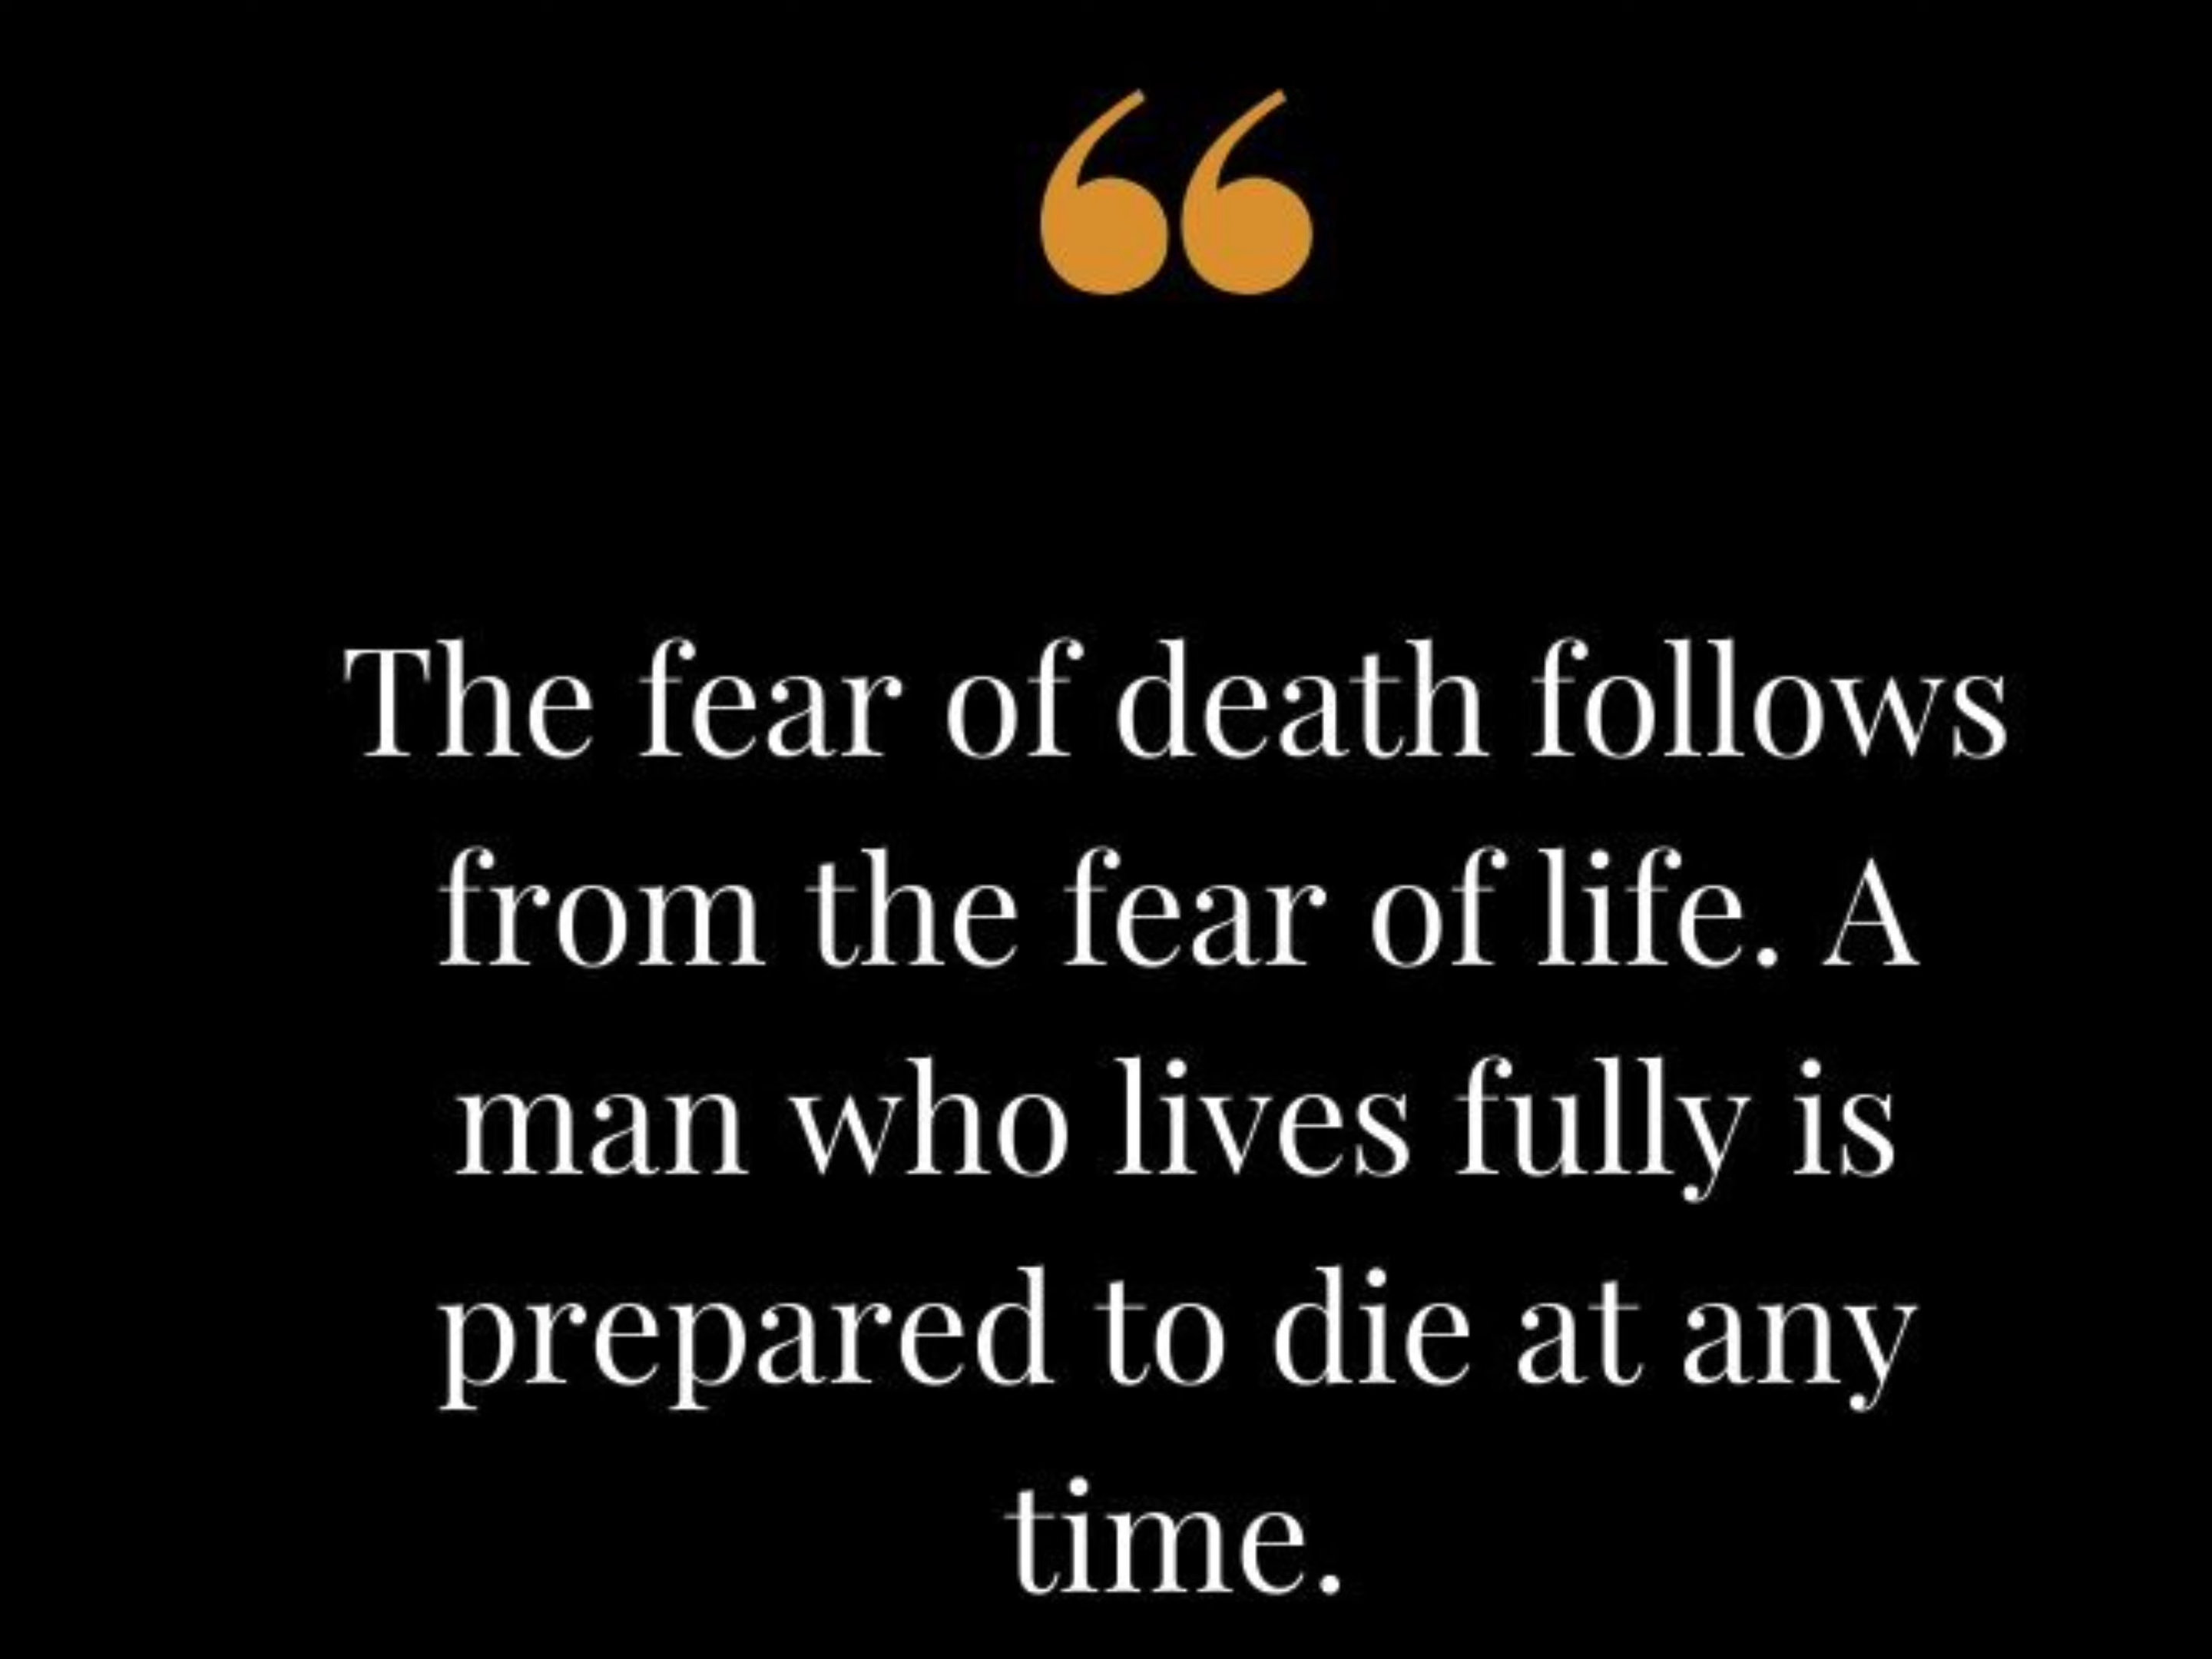 “
The fear of death follows
from the fear of life. A
man who lives fully is
prepared to die at any
time.